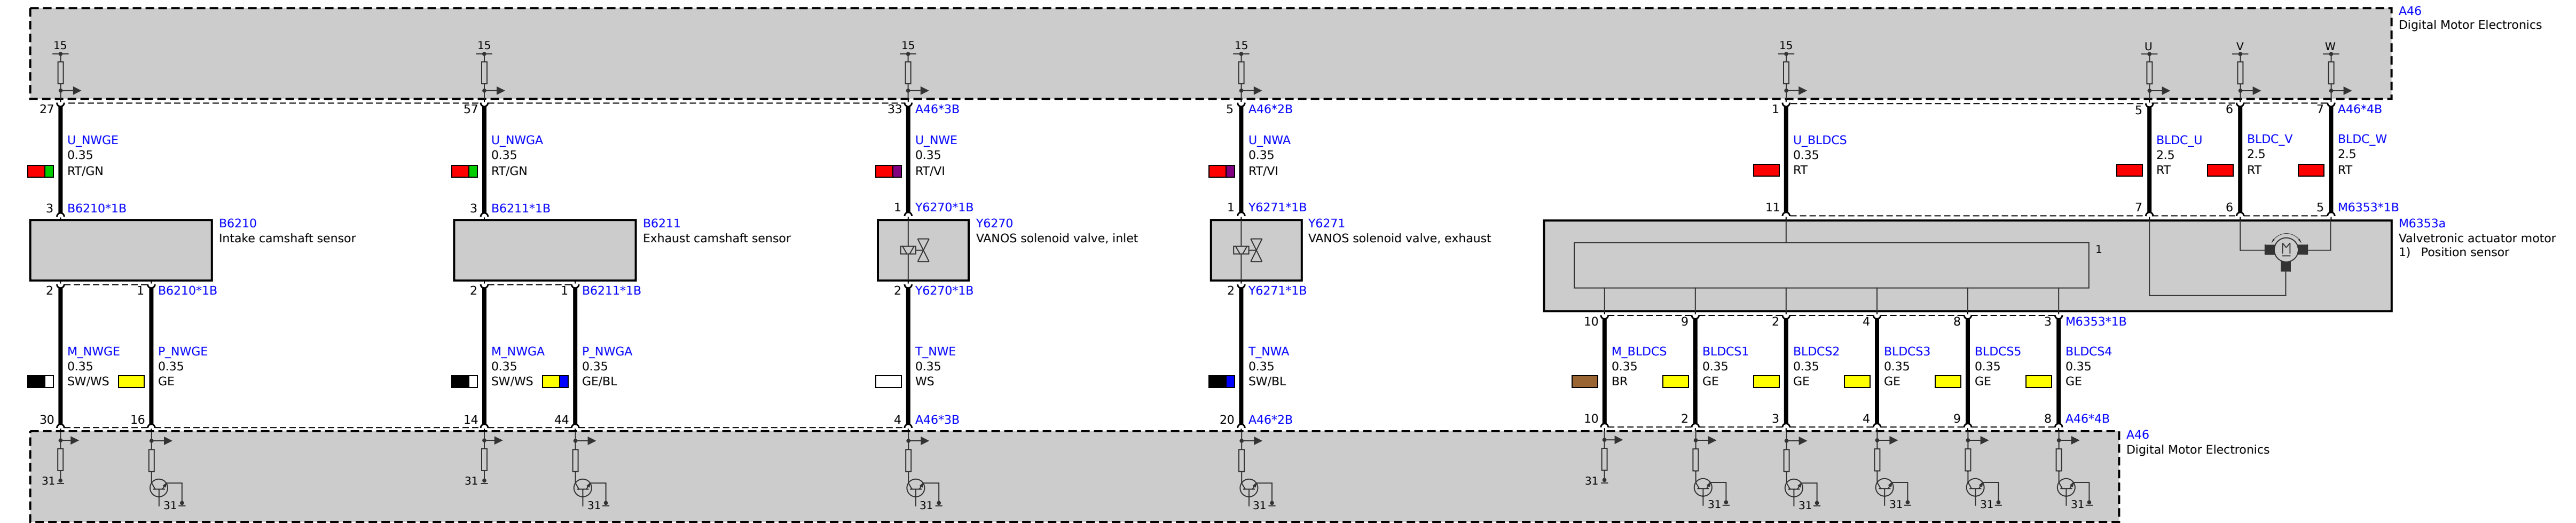 A46
Digital Motor Electronics
15 15 15 15 15 U V W
27 57 33 A46*3B 5 A46*2B 1 5 6 7 A46*4B
U_NWGE U_NWGA U_NWE U_NWA U_BLDCS BLDC_U BLDC_V BLDC_W
0.35 0.35 0.35 0.35 0.35 2.5 2.5 2.5
RT/GN RT/GN RT/VI RT/VI RT RT RT RT
3 B6210*1B 3 B6211*1B 1 Y6270*1B 1 Y6271*1B 11 7 6 5 M6353*1B
B6210 B6211 Y6270 Y6271 M6353a
Intake camshaft sensor Exhaust camshaft sensor VANOS solenoid valve, inlet VANOS solenoid valve, exhaust Valvetronic actuator motor
1 M 1) Position sensor
2 1 B6210*1B 2 1 B6211*1B 2 Y6270*1B 2 Y6271*1B
10 9 2 4 8 3 M6353*1B
M_NWGE P_NWGE M_NWGA P_NWGA T_NWE T_NWA M_BLDCS BLDCS1 BLDCS2 BLDCS3 BLDCS5 BLDCS4
0.35 0.35 0.35 0.35 0.35 0.35 0.35 0.35 0.35 0.35 0.35 0.35
SW/WS GE SW/WS GE/BL WS SW/BL BR GE GE GE GE GE
30 16 14 44 4 A46*3B 20 A46*2B 10 2 3 4 9 8 A46*4B
A46
Digital Motor Electronics
31 31 31
31 31 31 31 31 31 31 31 31